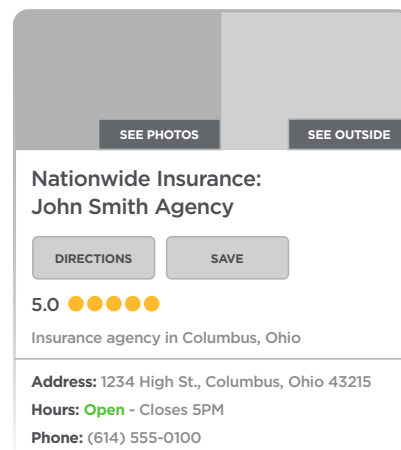 SEE PHOTOS
SEE OUTSIDE
Nationwide Insurance:
John Smith Agency
DIRECTIONS
SAVE
5.0
Insurance agency in Columbus, Ohio
Address: 1234 High St., Columbus, Ohio 43215
Hours: Open - Closes 5PM
Phone: (614) 555-0100